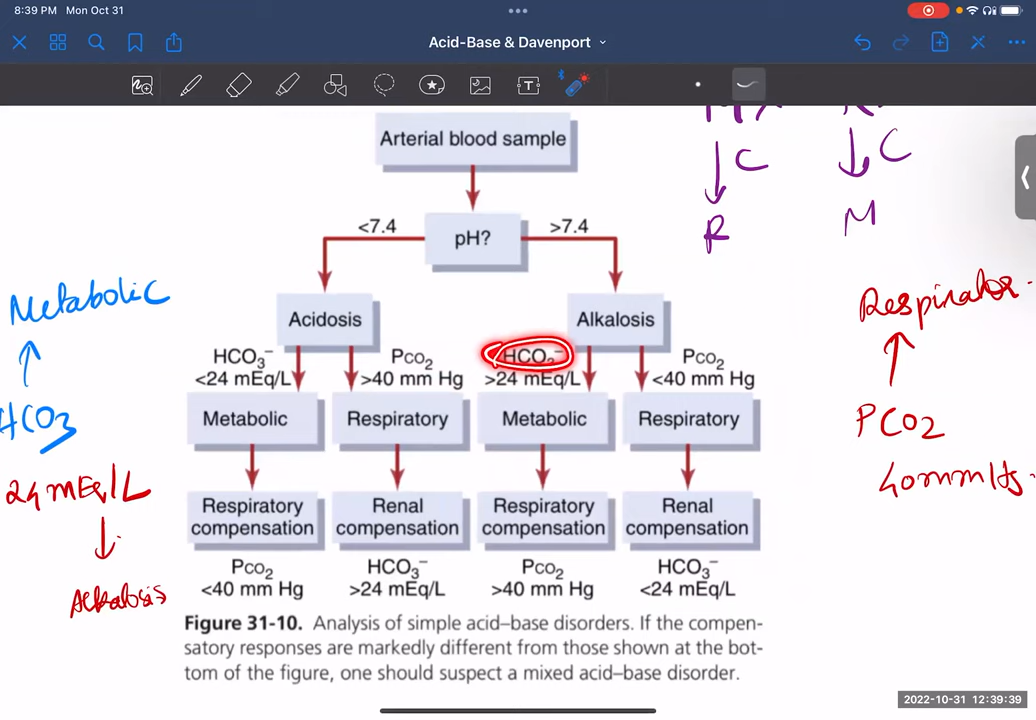 8:39 PM Mon Oct 31
Acid-Base & Davenport
Arterial blood sample
<7.4
pH?
>7.4
C
C
R
M
Metabolic
Acidosis
Alkalosis
HCO3⁻
<24 mEq/L
PCO2
>40 mm Hg
HCO3⁻
>24 mEq/L
PCO2
<40 mm Hg
HCO3
Metabolic
Respiratory
Metabolic
Respiratory
PCO2
24 mEq/L
40mmHg
Respiratory
compensation
Renal
compensation
Respiratory
compensation
Renal
compensation
Alkalosis
PCO2
<40 mm Hg
HCO3⁻
>24 mEq/L
PCO2
>40 mm Hg
HCO3⁻
<24 mEq/L
Figure 31-10. Analysis of simple acid–base disorders. If the compen-
satory responses are markedly different from those shown at the bot-
tom of the figure, one should suspect a mixed acid–base disorder.
2022-10-31 12:39:39